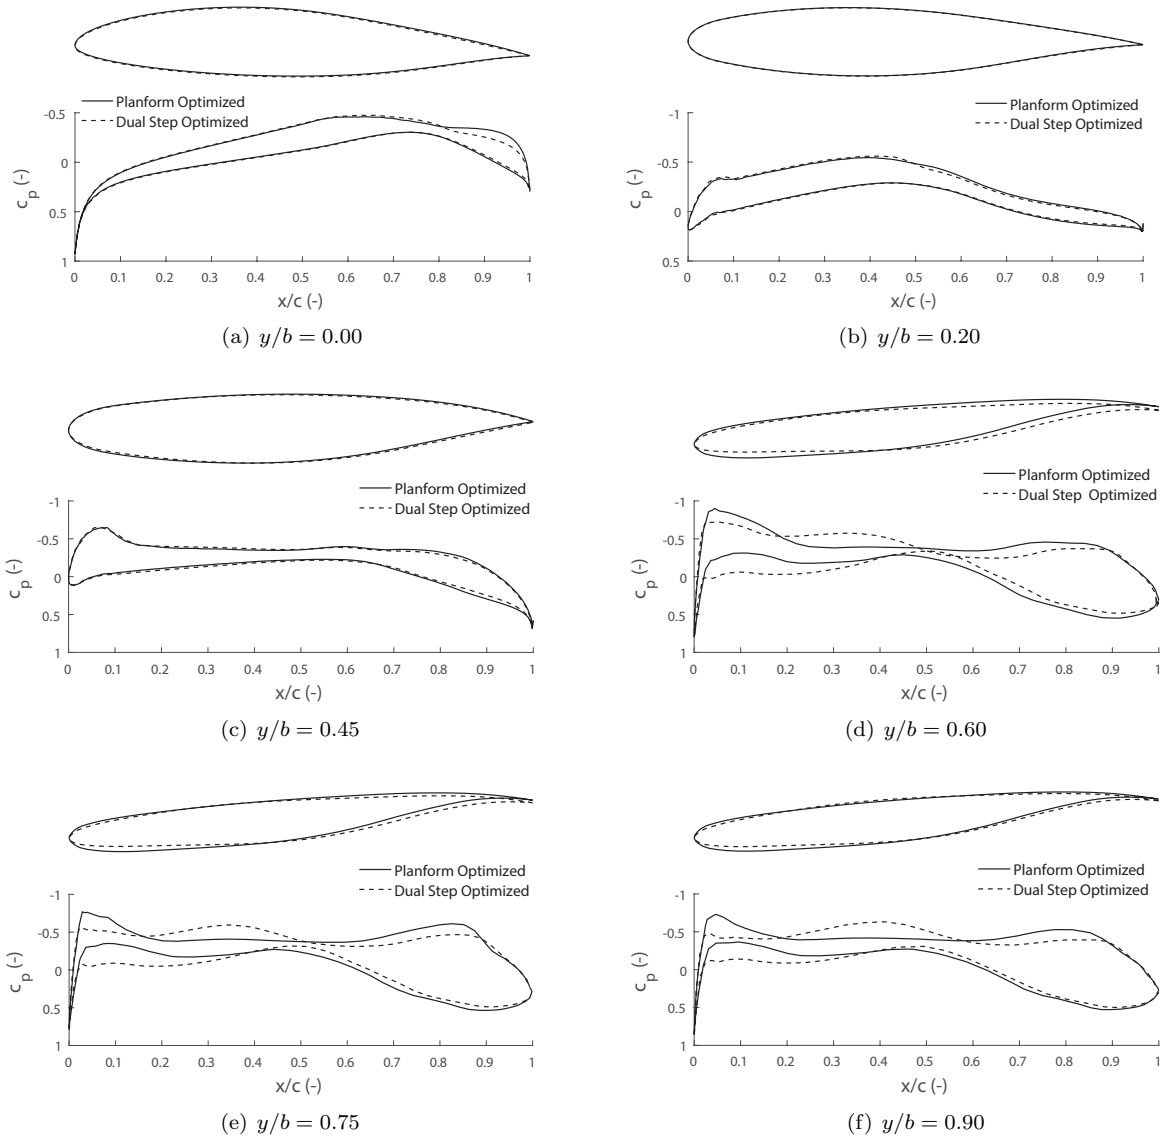 Planform Optimized
Dual Step Optimized
-0.5
0
0.5
1
c_p (-)
0 0.1 0.2 0.3 0.4 0.5 0.6 0.7 0.8 0.9 1
x/c (-)
(a) y/b = 0.00
Planform Optimized
Dual Step Optimized
-1
-0.5
0
0.5
c_p (-)
0 0.1 0.2 0.3 0.4 0.5 0.6 0.7 0.8 0.9 1
x/c (-)
(b) y/b = 0.20
Planform Optimized
Dual Step Optimized
-1
-0.5
0
0.5
1
c_p (-)
0 0.1 0.2 0.3 0.4 0.5 0.6 0.7 0.8 0.9 1
x/c (-)
(c) y/b = 0.45
Planform Optimized
Dual Step Optimized
-1
-0.5
0
0.5
1
c_p (-)
0 0.1 0.2 0.3 0.4 0.5 0.6 0.7 0.8 0.9 1
x/c (-)
(d) y/b = 0.60
Planform Optimized
Dual Step Optimized
-1
-0.5
0
0.5
1
c_p (-)
0 0.1 0.2 0.3 0.4 0.5 0.6 0.7 0.8 0.9 1
x/c (-)
(e) y/b = 0.75
Planform Optimized
Dual Step Optimized
-1
-0.5
0
0.5
1
c_p (-)
0 0.1 0.2 0.3 0.4 0.5 0.6 0.7 0.8 0.9 1
x/c (-)
(f) y/b = 0.90